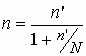 n = n' / (1 + n'/N)